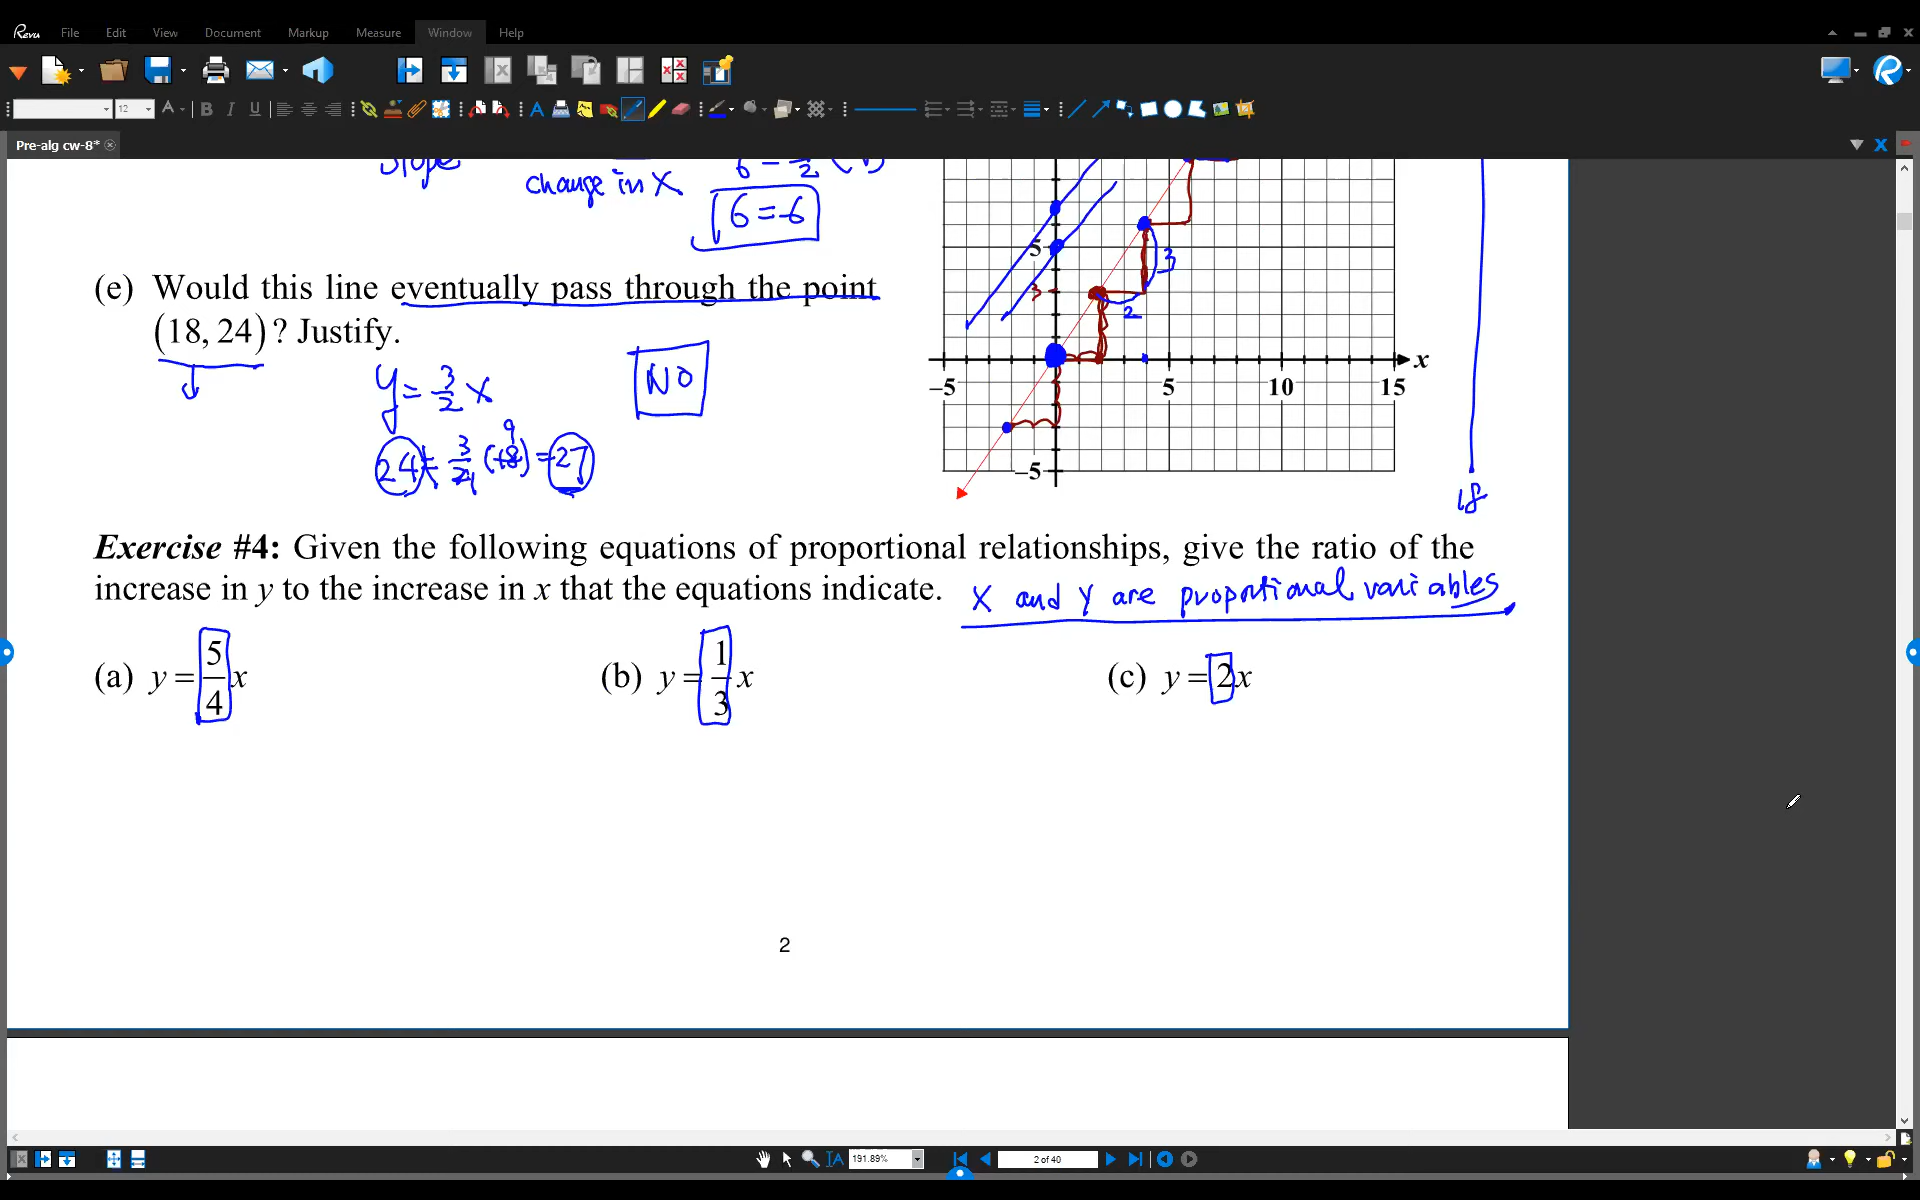 Revu File Edit View Document Markup Measure Window Help
12
Pre-alg cw-8*
slope
change in x
6 = 6
(e) Would this line eventually pass through the point
(18, 24)? Justify.
y = 3/2 x
NO
24 ≠ 3/2 (18) = 27
9
5
3
3
2
x
-5 5 10 15
-5
18
Exercise #4: Given the following equations of proportional relationships, give the ratio of the
increase in y to the increase in x that the equations indicate.
x and y are proportional variables
(a) y = 5/4 x
(b) y = 1/3 x
(c) y = 2x
2
191.89%
2 of 40